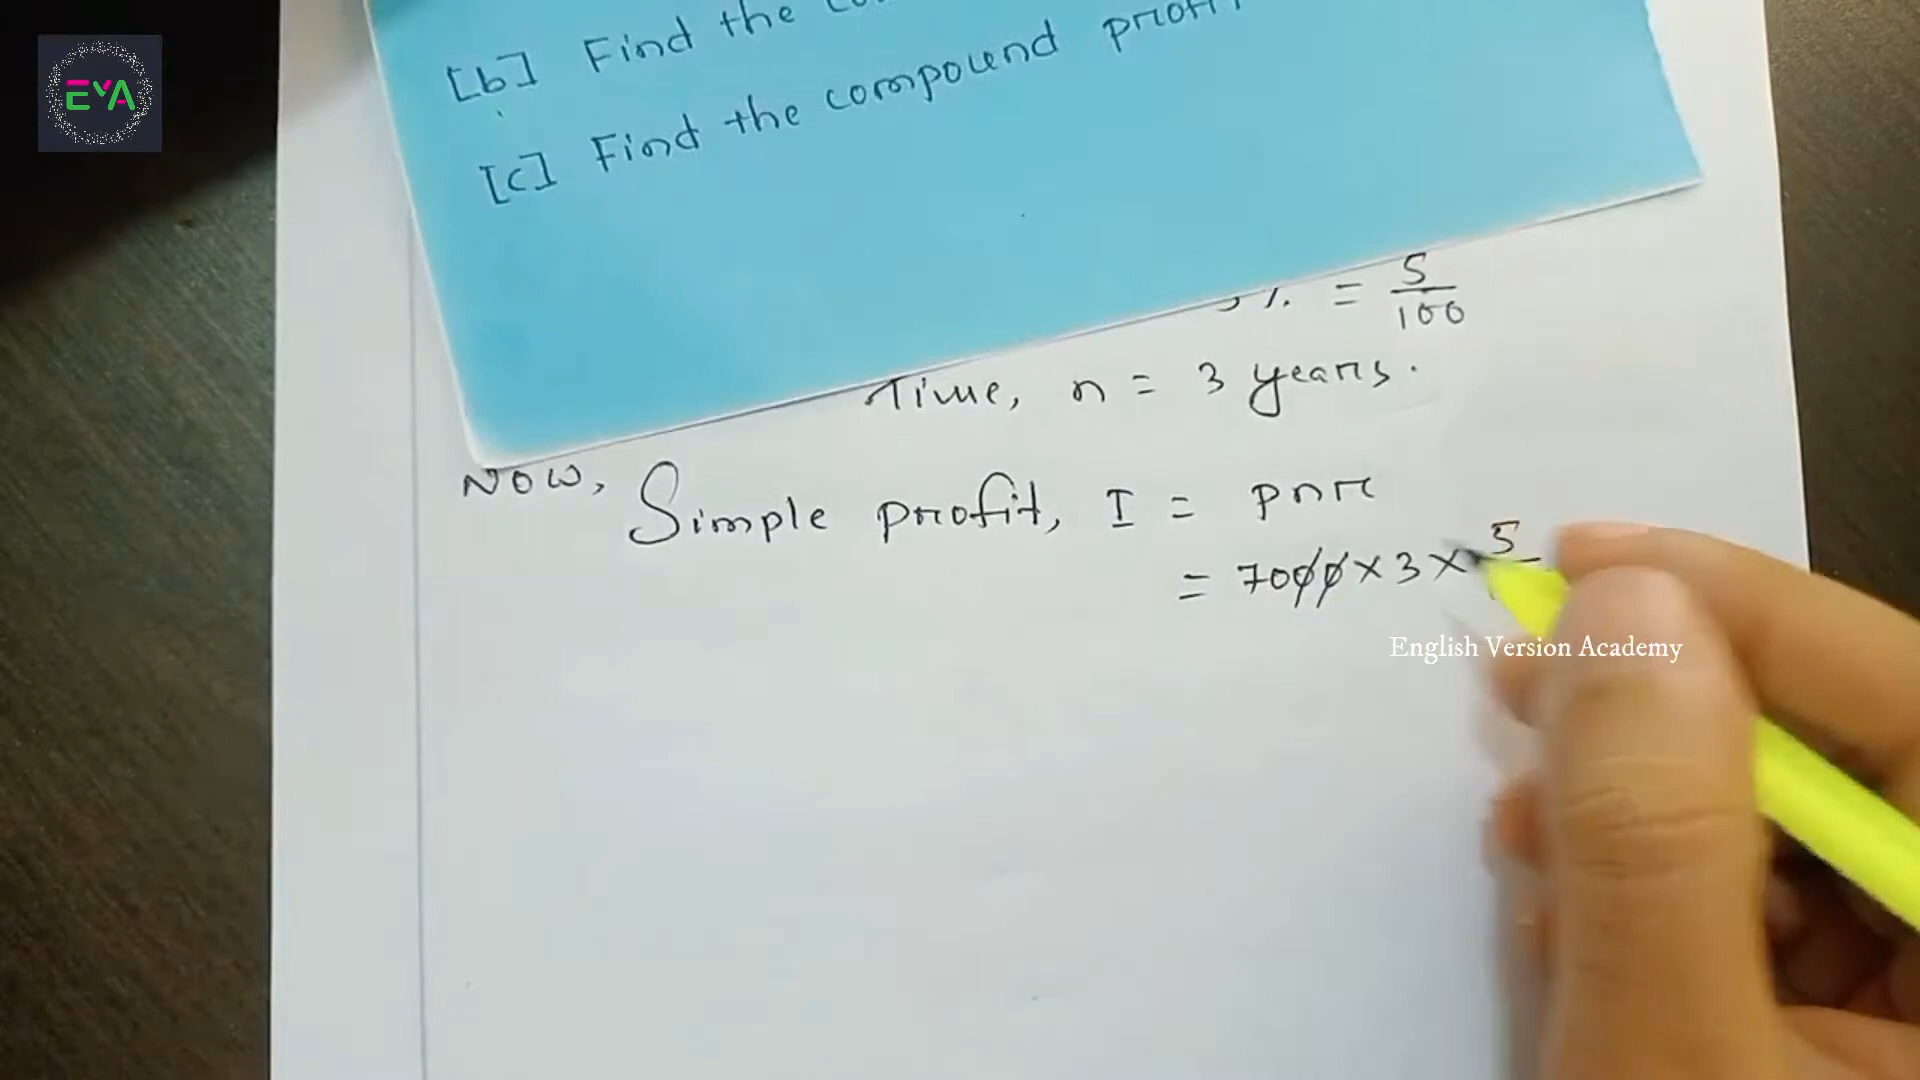 EVA
[b] Find the
[c] Find the compound profit
% = 5/100
Time, n = 3 years.
Now, Simple profit, I = pnr
= 7000 × 3 × 5
English Version Academy